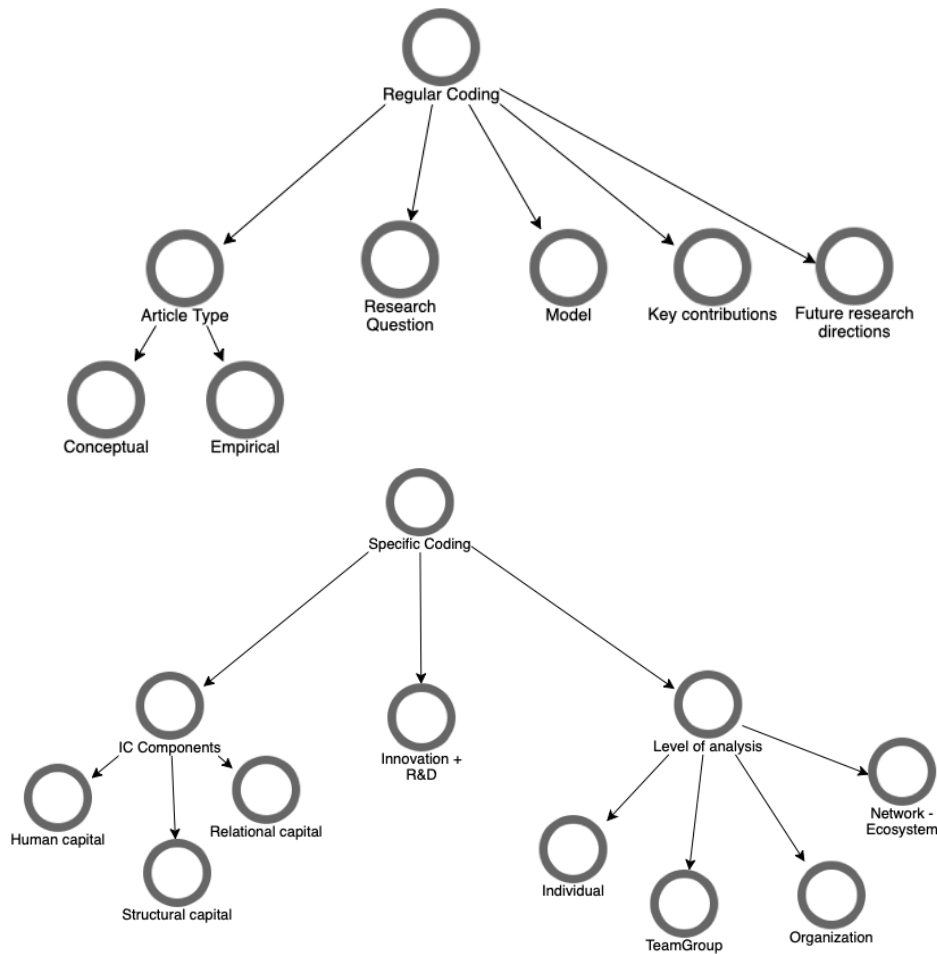 Regular Coding
Article Type
Research
Question
Model
Key contributions
Future research
directions
Conceptual
Empirical
Specific Coding
IC Components
Innovation +
R&D
Level of analysis
Human capital
Relational capital
Structural capital
Network -
Ecosystem
Individual
TeamGroup
Organization